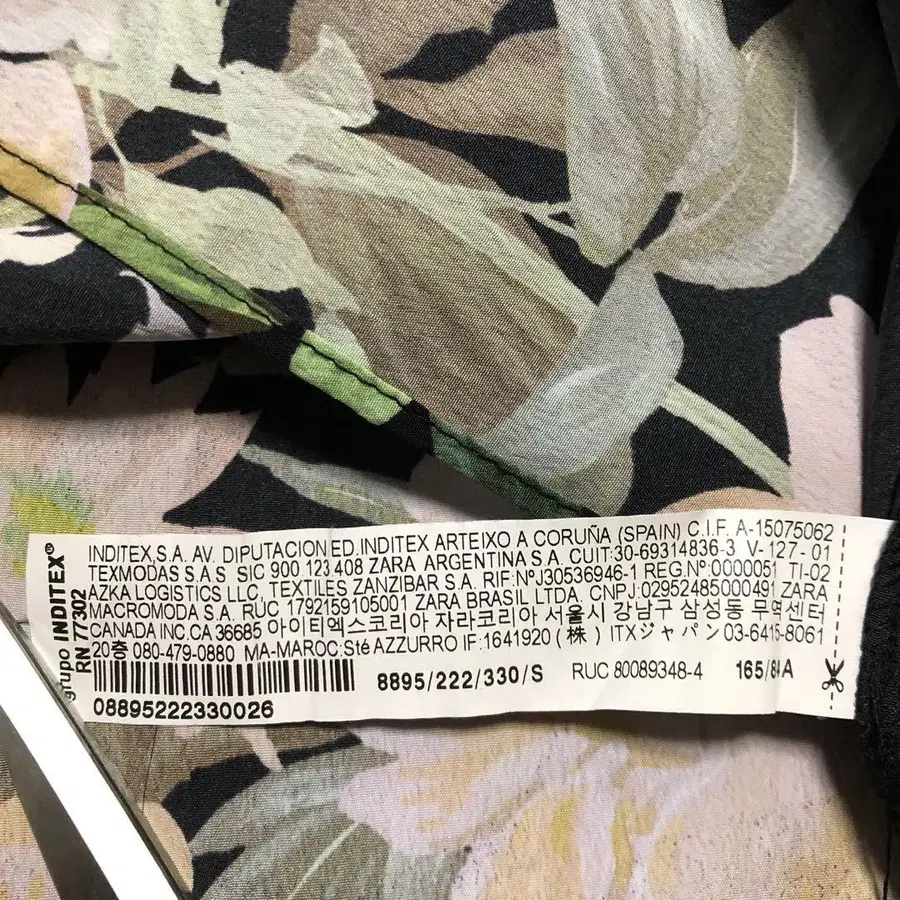 grupo INDITEX®
RN 77302
INDITEX,S.A. AV. DIPUTACION ED.INDITEX ARTEIXO A CORUÑA (SPAIN) C.I.F. A-15075062
TEXMODAS S.A.S SIC 900.123.408 ZARA ARGENTINA S.A. CUIT:30-69314836-3 V-127-01
AZKA LOGISTICS LLC, TEXTILES ZANZIBAR S.A. RIF:Nº J30536946-1 REG.Nº:0000051 TI-02
MACROMODA S.A. RUC 1792159105001 ZARA BRASIL LTDA. CNPJ:02952485000491 ZARA
CANADA INC.CA 36685 아이티엑스코리아 자라코리아 서울시 강남구 삼성동 무역센터
20층 080-479-0880 MA-MAROC:Sté AZZURRO IF:1641920 (株) ITXジャパン 03-6415-8061
8895/222/330/S RUC 80089348-4 165/84A
08895222330026